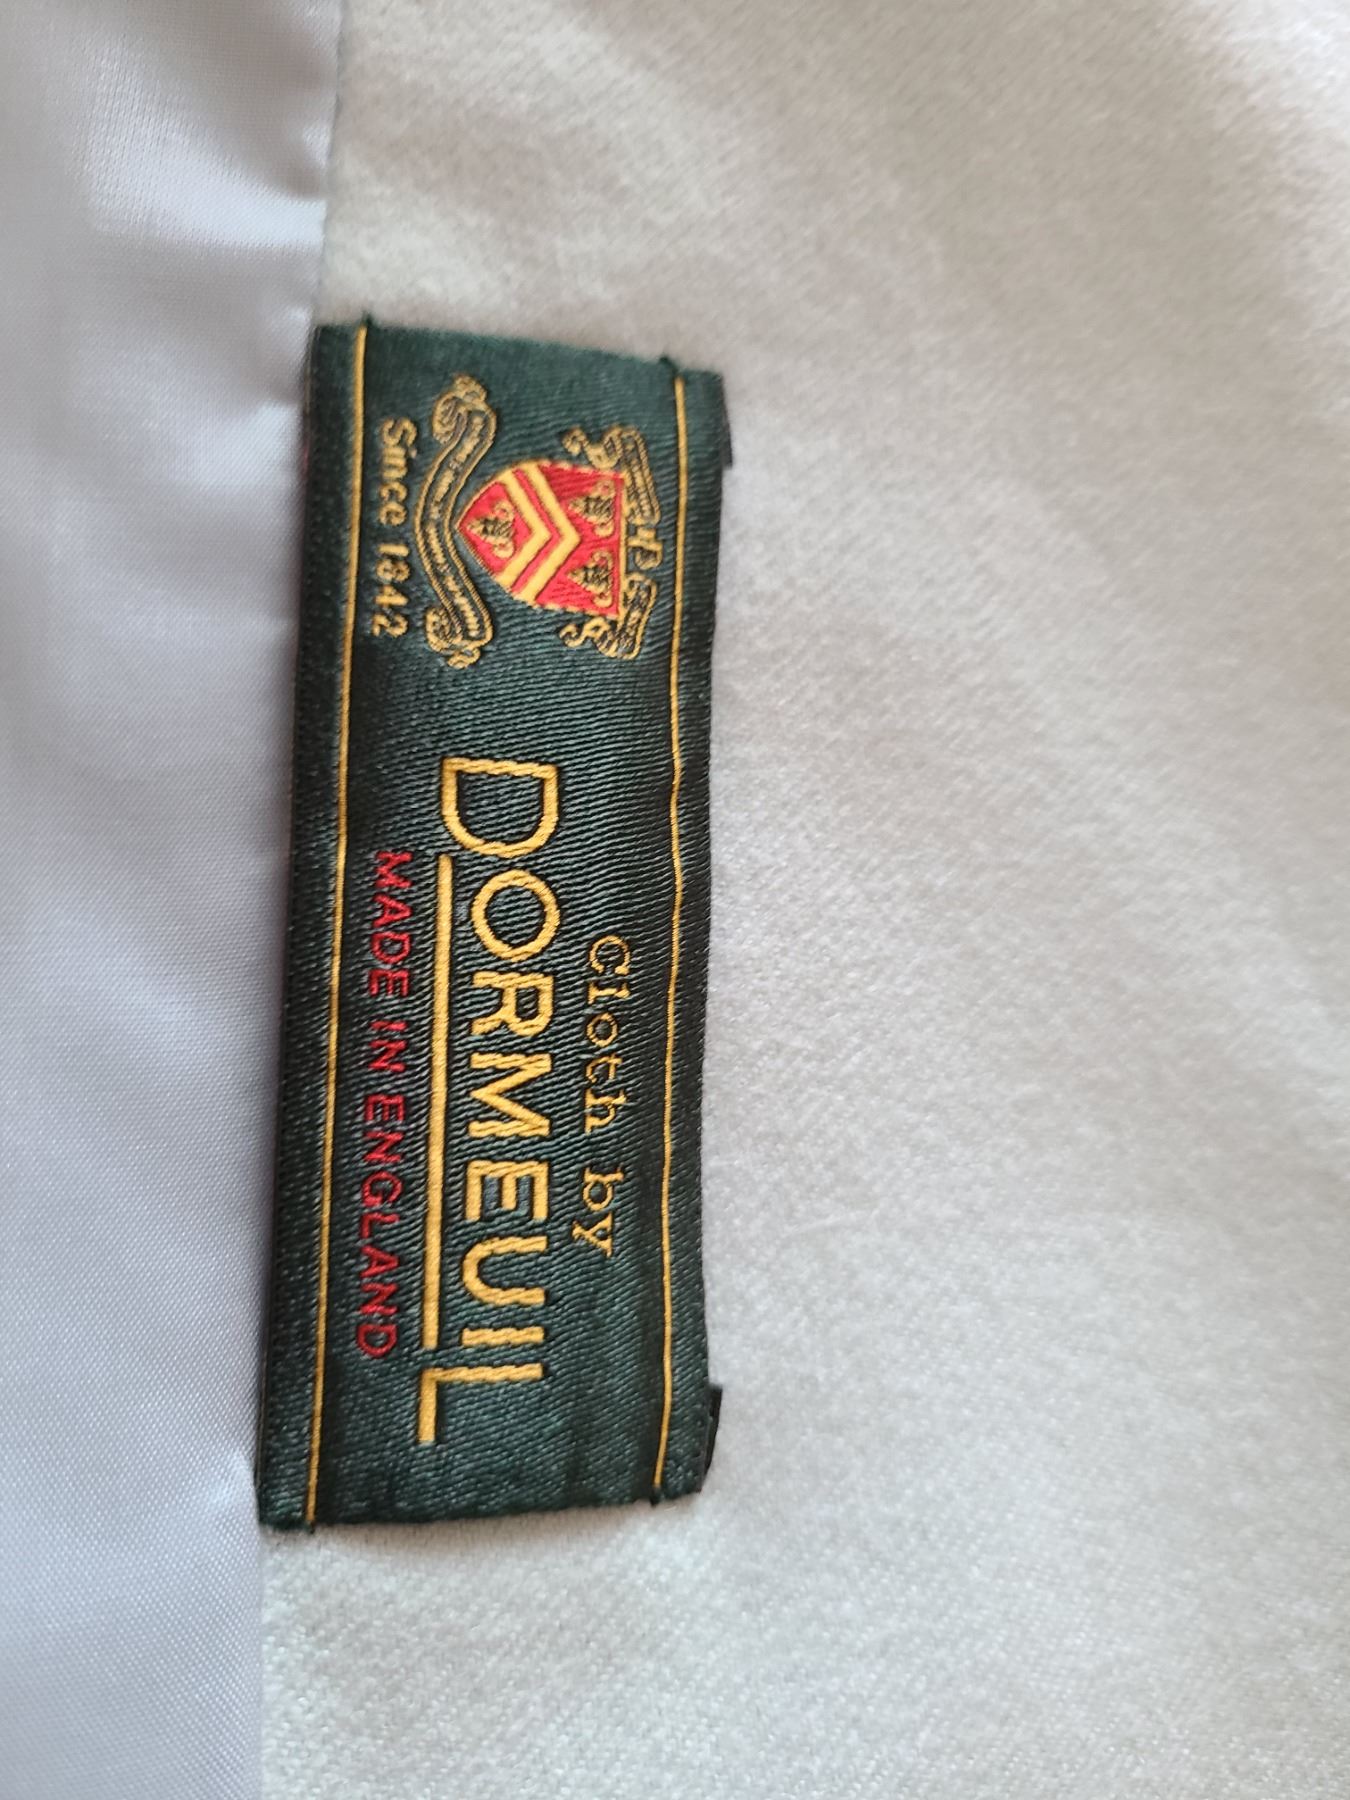 Since 1842
Cloth by
DORMEUIL
MADE IN ENGLAND